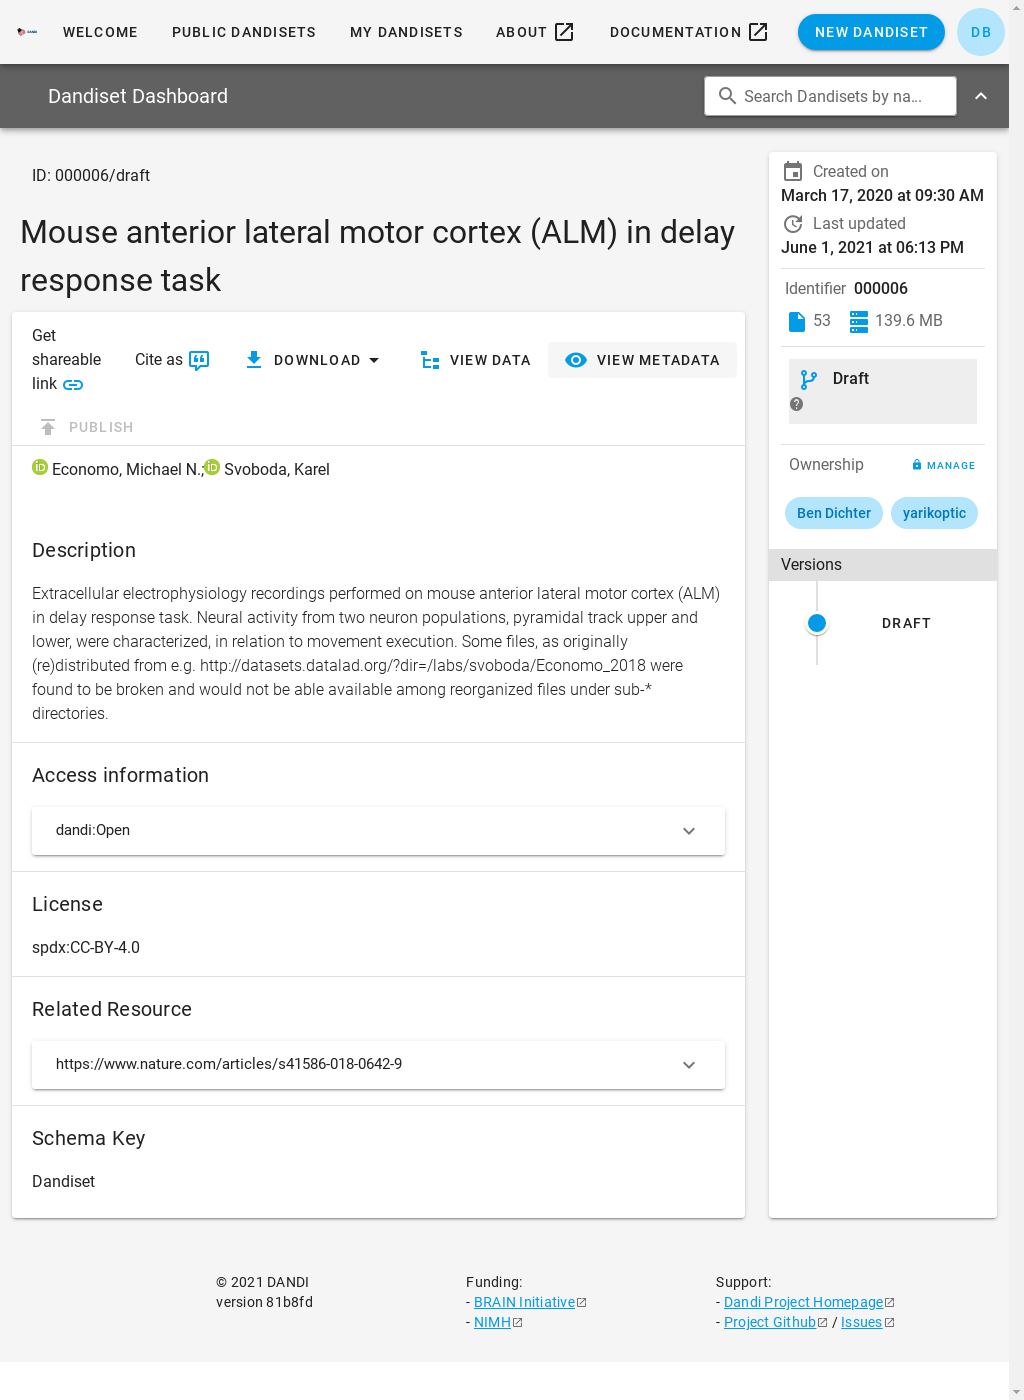 WELCOME PUBLIC DANDISETS MY DANDISETS ABOUT DOCUMENTATION NEW DANDISET DB
Dandiset Dashboard Search Dandisets by na...
ID: 000006/draft
Mouse anterior lateral motor cortex (ALM) in delay
response task
Get
shareable
link
Cite as
DOWNLOAD
VIEW DATA
VIEW METADATA
PUBLISH
Economo, Michael N.; Svoboda, Karel
Description
Extracellular electrophysiology recordings performed on mouse anterior lateral motor cortex (ALM)
in delay response task. Neural activity from two neuron populations, pyramidal track upper and
lower, were characterized, in relation to movement execution. Some files, as originally
(re)distributed from e.g. http://datasets.datalad.org/?dir=/labs/svoboda/Economo_2018 were
found to be broken and would not be able available among reorganized files under sub-*
directories.
Access information
dandi:Open
License
spdx:CC-BY-4.0
Related Resource
https://www.nature.com/articles/s41586-018-0642-9
Schema Key
Dandiset
Created on
March 17, 2020 at 09:30 AM
Last updated
June 1, 2021 at 06:13 PM
Identifier 000006
53 139.6 MB
Draft
Ownership MANAGE
Ben Dichter yarikoptic
Versions
DRAFT
© 2021 DANDI
version 81b8fd
Funding:
- BRAIN Initiative
- NIMH
Support:
- Dandi Project Homepage
- Project Github / Issues